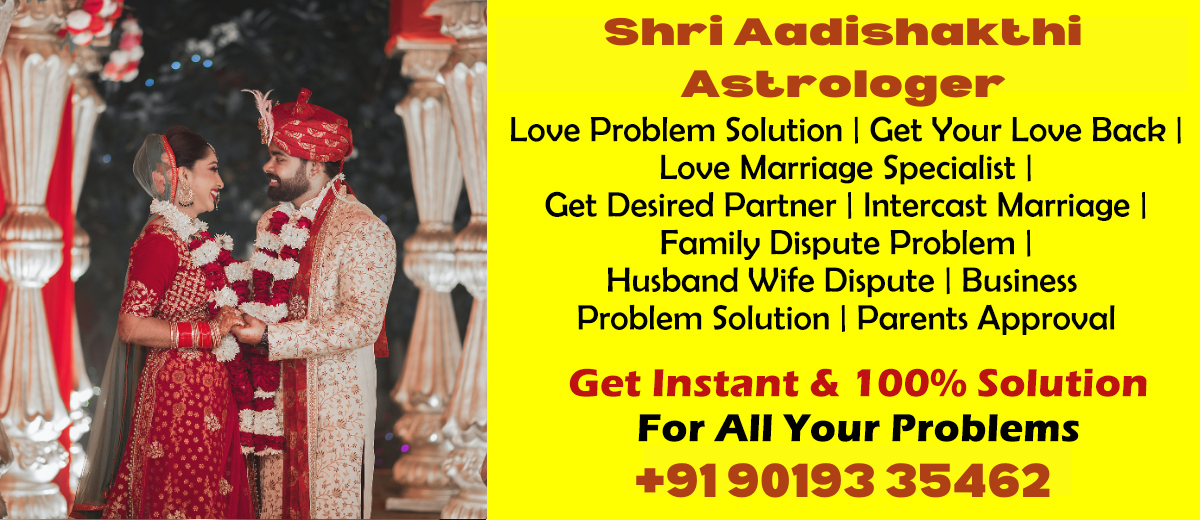 Shri Aadishakthi
Astrologer
Love Problem Solution | Get Your Love Back |
Love Marriage Specialist |
Get Desired Partner | Intercast Marriage |
Family Dispute Problem |
Husband Wife Dispute | Business
Problem Solution | Parents Approval
Get Instant & 100% Solution
For All Your Problems
+91 90193 35462